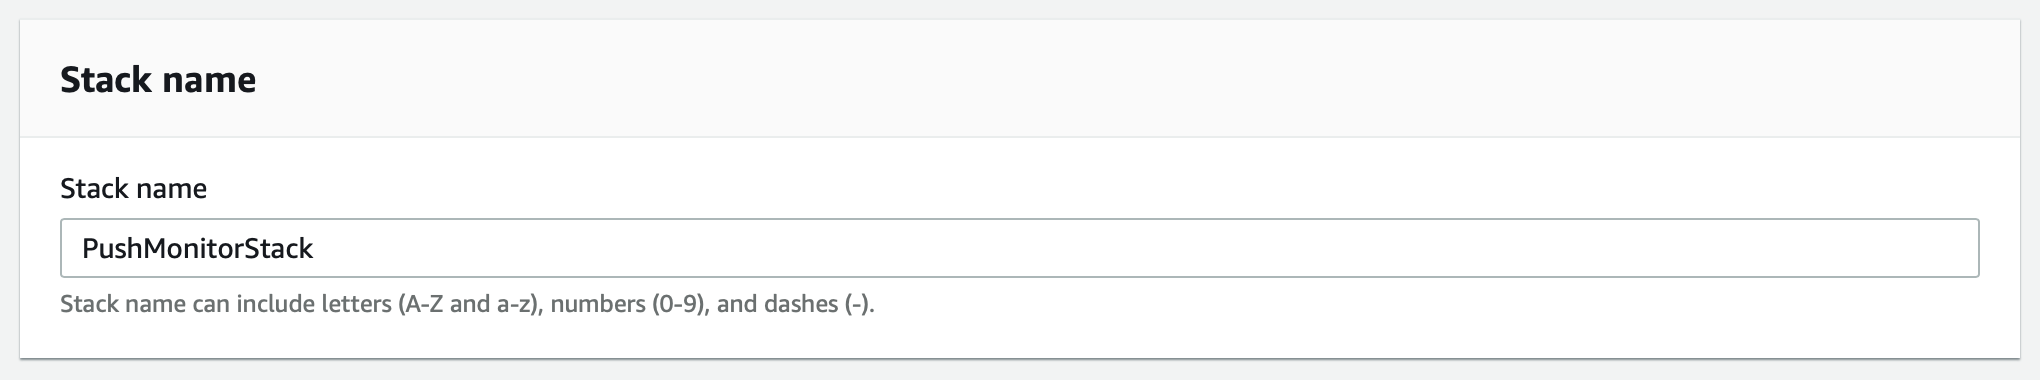 Stack name
Stack name
PushMonitorStack
Stack name can include letters (A-Z and a-z), numbers (0-9), and dashes (-).